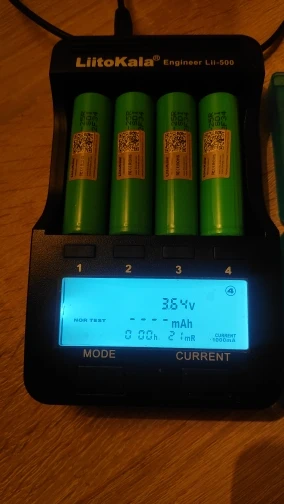 LiitoKala® Engineer Lii-500
1 2 3 4
④
3.64v
NOR TEST - - - - mAh
0 00h 21mR CURRENT
1000mA
MODE CURRENT